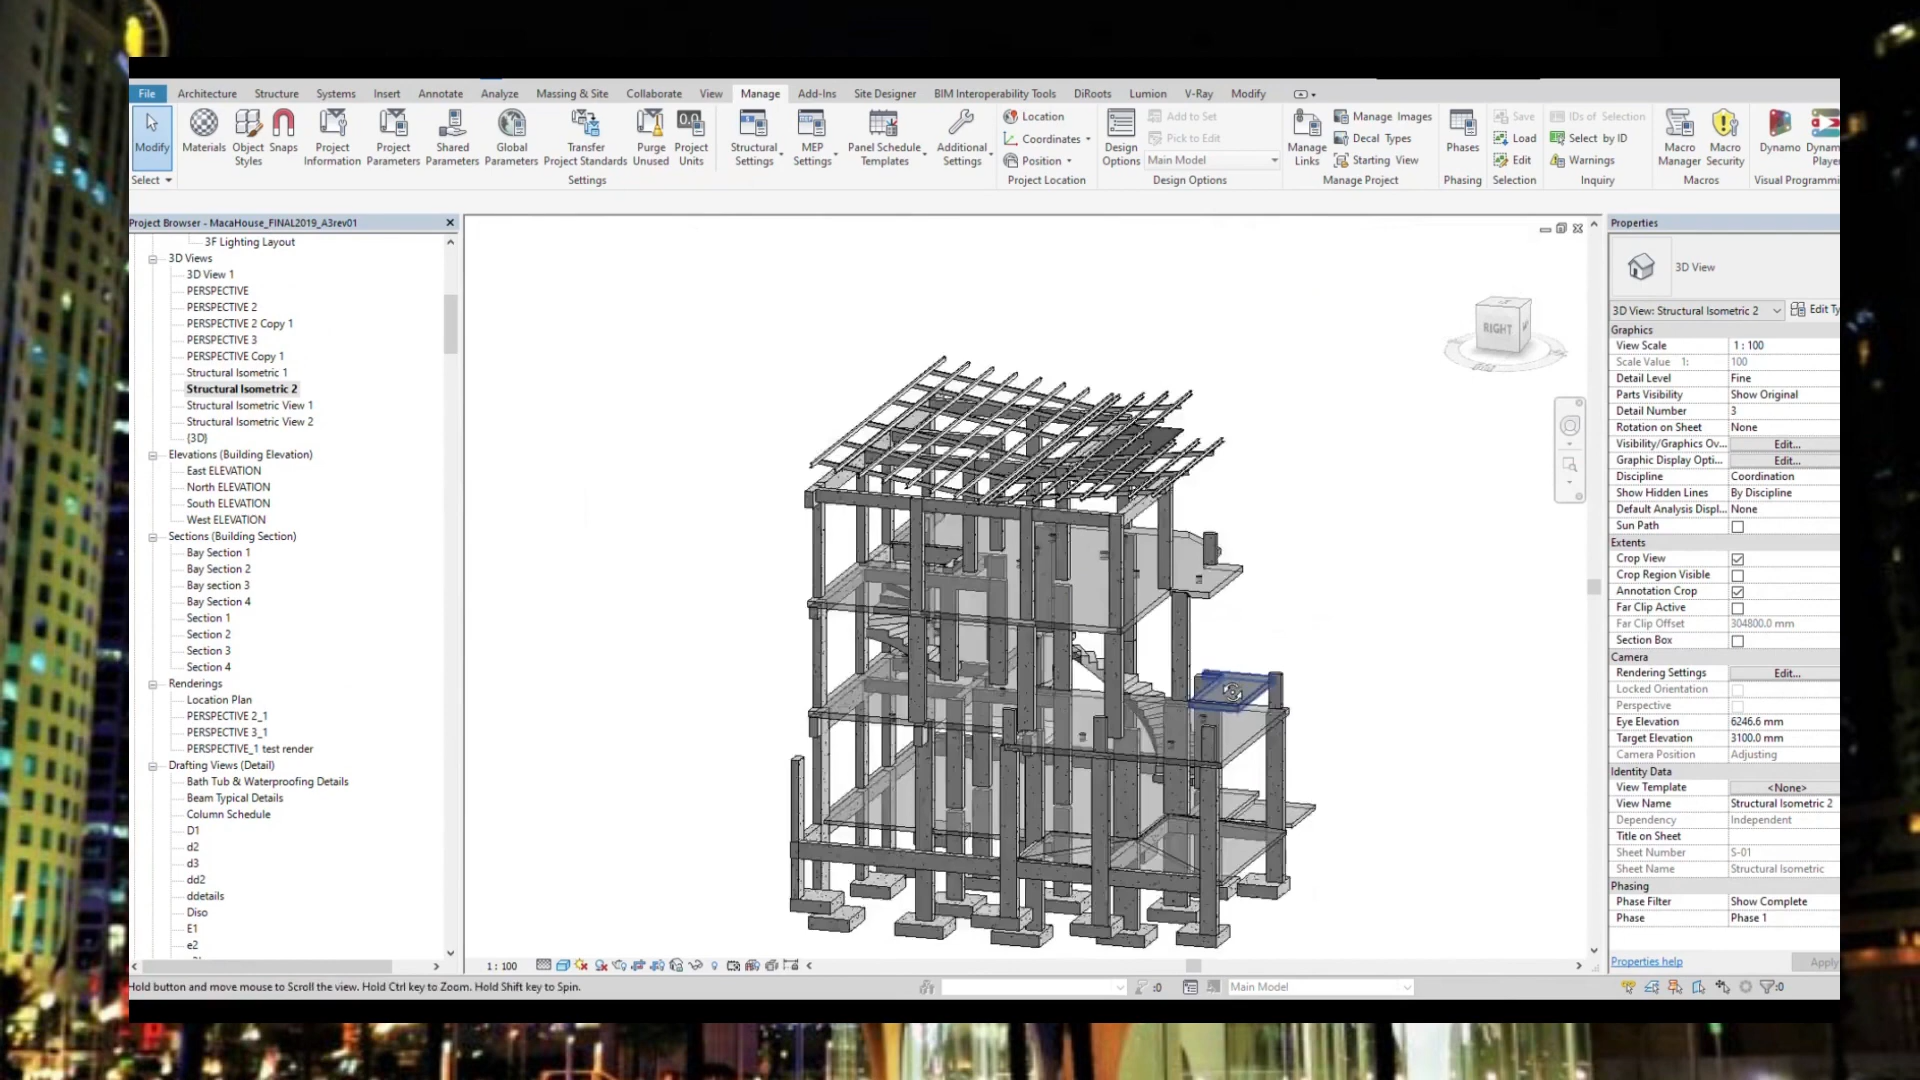 File Architecture Structure Systems Insert Annotate Analyze Massing & Site Collaborate View Manage Add-Ins Site Designer BIM Interoperability Tools DiRoots Lumion V-Ray Modify
Modify Materials Object Styles Snaps Project Information Project Parameters Shared Parameters Global Parameters Transfer Project Standards Purge Unused Project Units Structural Settings MEP Settings Panel Schedule Templates Additional Settings
Location Coordinates Position
Design Options Add to Set Pick to Edit Main Model
Manage Links Manage Images Decal Types Starting View
Phases Save Load Edit IDs of Selection Select by ID Warnings
Macro Manager Macro Security Dynamo Dynam Player
Select Settings Project Location Design Options Manage Project Phasing Selection Inquiry Macros Visual Programmi
Project Browser - MacaHouse_FINAL2019_A3rev01
3F Lighting Layout
3D Views
3D View 1
PERSPECTIVE
PERSPECTIVE 2
PERSPECTIVE 2 Copy 1
PERSPECTIVE 3
PERSPECTIVE Copy 1
Structural Isometric 1
Structural Isometric 2
Structural Isometric View 1
Structural Isometric View 2
{3D}
Elevations (Building Elevation)
East ELEVATION
North ELEVATION
South ELEVATION
West ELEVATION
Sections (Building Section)
Bay Section 1
Bay Section 2
Bay section 3
Bay Section 4
Section 1
Section 2
Section 3
Section 4
Renderings
Location Plan
PERSPECTIVE 2_1
PERSPECTIVE 3_1
PERSPECTIVE_1 test render
Drafting Views (Detail)
Bath Tub & Waterproofing Details
Beam Typical Details
Column Schedule
D1
d2
d3
dd2
ddetails
Diso
E1
e2
RIGHT
Properties
3D View
3D View: Structural Isometric 2 Edit Ty
Graphics
View Scale 1 : 100
Scale Value 1: 100
Detail Level Fine
Parts Visibility Show Original
Detail Number 3
Rotation on Sheet None
Visibility/Graphics Ov... Edit...
Graphic Display Opti... Edit...
Discipline Coordination
Show Hidden Lines By Discipline
Default Analysis Displ... None
Sun Path
Extents
Crop View
Crop Region Visible
Annotation Crop
Far Clip Active
Far Clip Offset 304800.0 mm
Section Box
Camera
Rendering Settings Edit...
Locked Orientation
Perspective
Eye Elevation 6246.6 mm
Target Elevation 3100.0 mm
Camera Position Adjusting
Identity Data
View Template <None>
View Name Structural Isometric 2
Dependency Independent
Title on Sheet
Sheet Number S-01
Sheet Name Structural Isometric
Phasing
Phase Filter Show Complete
Phase Phase 1
Properties help Apply
1 : 100
Hold button and move mouse to Scroll the view. Hold Ctrl key to Zoom. Hold Shift key to Spin.
:0 Main Model :0